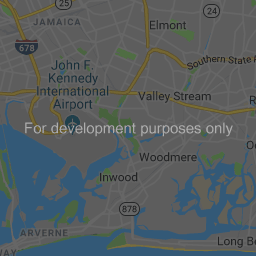 25
24
JAMAICA
Elmont
678
John F.
Kennedy
International
Airport
Southern State
Valley Stream
For development purposes only
Woodmere
Inwood
878
ARVERNE
Long Be